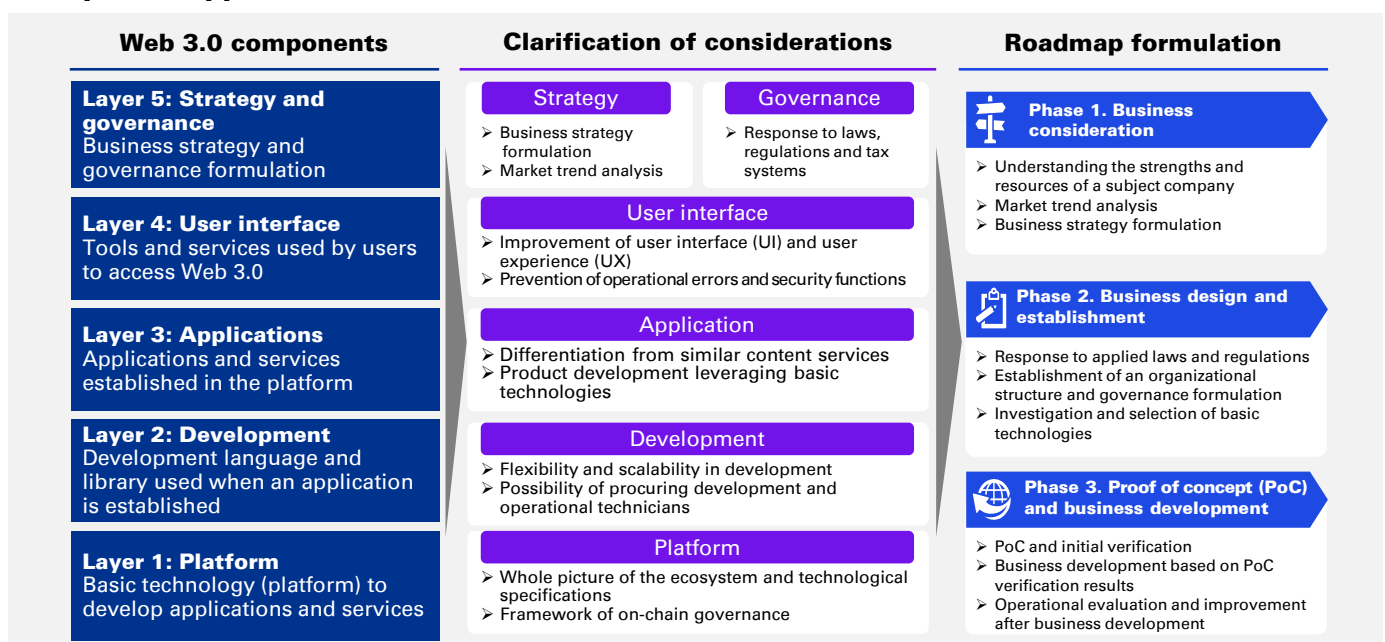 Web 3.0 components
Layer 5: Strategy and
governance
Business strategy and
governance formulation
Layer 4: User interface
Tools and services used by users
to access Web 3.0
Layer 3: Applications
Applications and services
established in the platform
Layer 2: Development
Development language and
library used when an application
is established
Layer 1: Platform
Basic technology (platform) to
develop applications and services
Clarification of considerations
Strategy
➢ Business strategy
formulation
➢ Market trend analysis
Governance
➢ Response to laws,
regulations and tax
systems
User interface
➢ Improvement of user interface (UI) and user
experience (UX)
➢ Prevention of operational errors and security functions
Application
➢ Differentiation from similar content services
➢ Product development leveraging basic
technologies
Development
➢ Flexibility and scalability in development
➢ Possibility of procuring development and
operational technicians
Platform
➢ Whole picture of the ecosystem and technological
specifications
➢ Framework of on-chain governance
Roadmap formulation
Phase 1. Business
consideration
➢ Understanding the strengths and
resources of a subject company
➢ Market trend analysis
➢ Business strategy formulation
Phase 2. Business design and
establishment
➢ Response to applied laws and regulations
➢ Establishment of an organizational
structure and governance formulation
➢ Investigation and selection of basic
technologies
Phase 3. Proof of concept (PoC)
and business development
➢ PoC and initial verification
➢ Business development based on PoC
verification results
➢ Operational evaluation and improvement
after business development